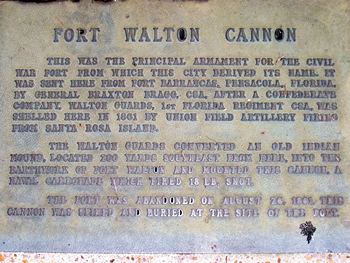 FORT WALTON CANNON
THIS WAS THE PRINCIPAL ARMAMENT FOR THE CIVIL
WAR FORT FROM WHICH THIS CITY DERIVED ITS NAME. IT
WAS SENT HERE FROM FORT BARRANCAS, PENSACOLA, FLORIDA,
BY GENERAL BRAXTON BRAGG, CSA, AFTER A CONFEDERATE
COMPANY, WALTON GUARDS, 1ST FLORIDA REGIMENT CSA, WAS
SHELLED HERE IN 1861 BY UNION FIELD ARTILLERY FIRING
FROM SANTA ROSA ISLAND.
THE WALTON GUARDS CONVERTED AN OLD INDIAN
MOUND, LOCATED 200 YARDS SOUTHEAST FROM HERE, INTO THE
EARTHWORK OF FORT WALTON AND MOUNTED THIS CANNON, A
NAVAL CARRONADE WHICH FIRED 18 LB. SHOT.
THE FORT WAS ABANDONED ON AUGUST THIS
CANNON WAS SPIKED AND BURIED AT THE SITE OF THE FORT.